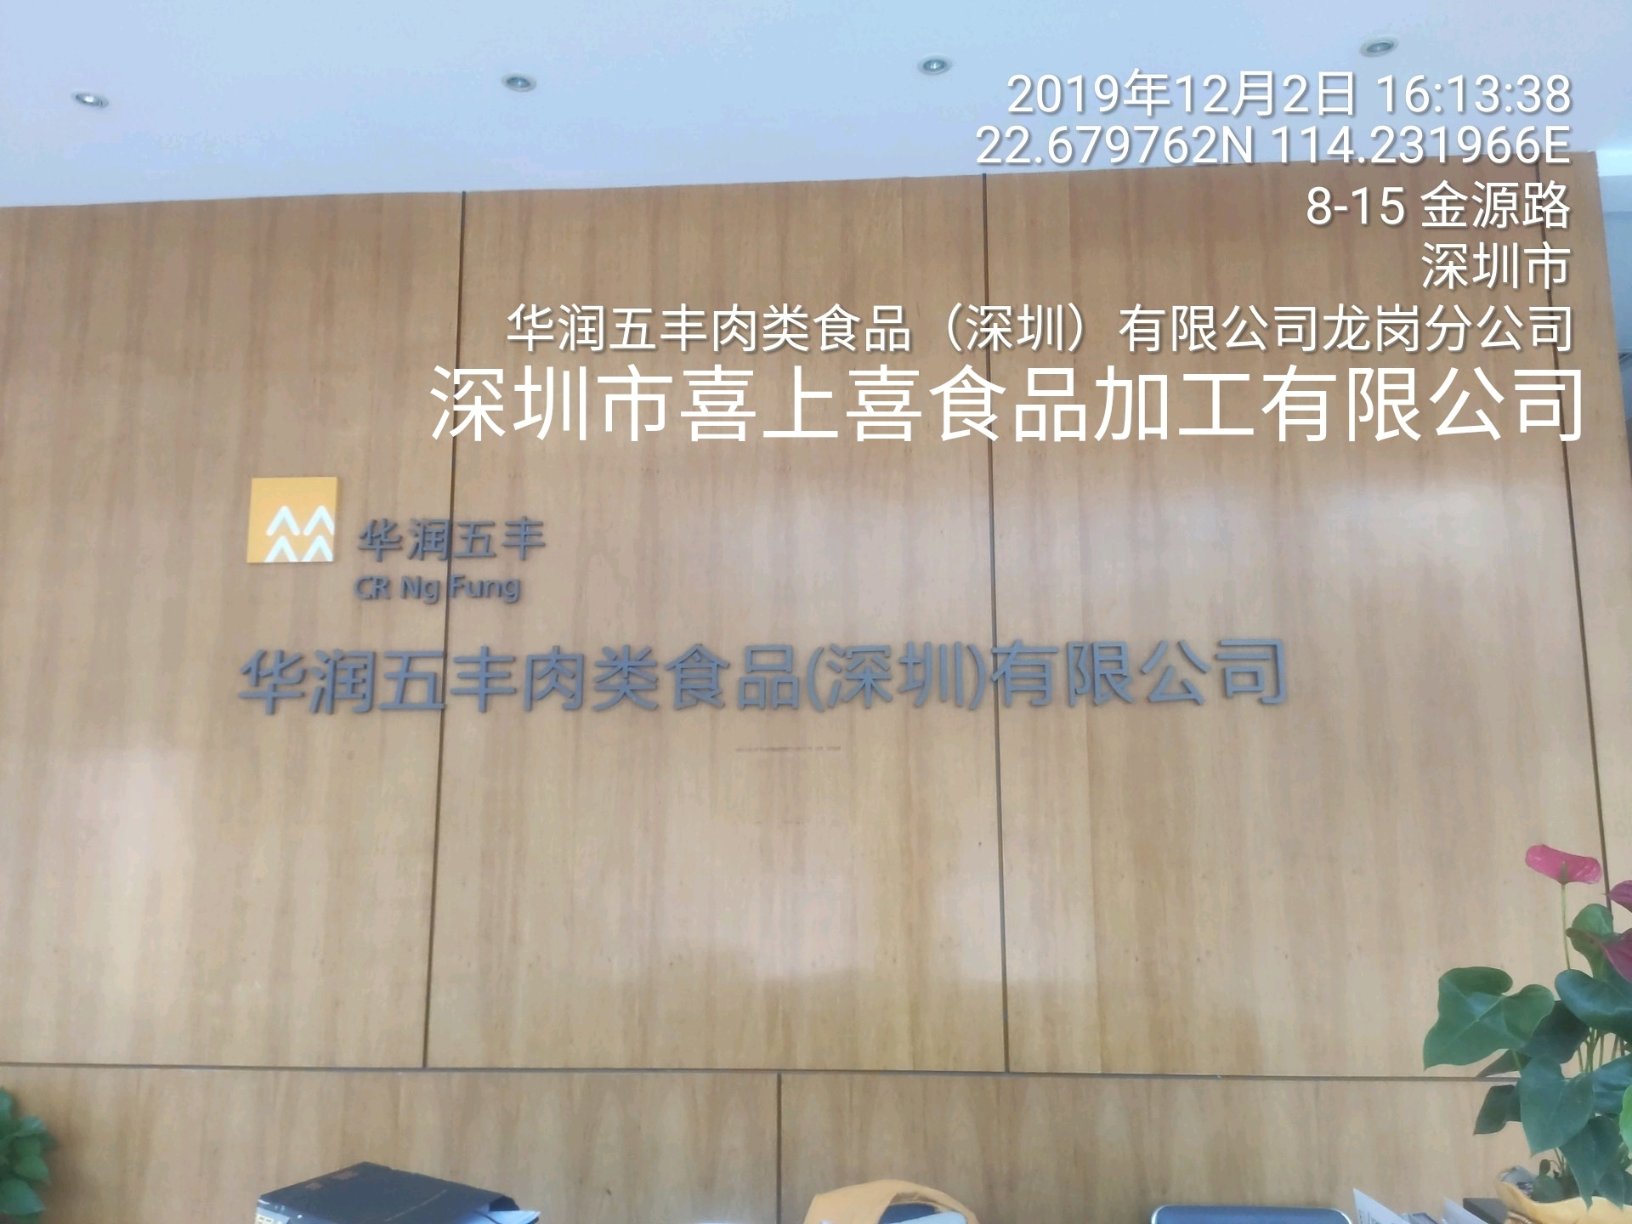 2019年12月2日 16:13:38
22.679762N 114.231966E
8-15 金源路
深圳市
华润五丰肉类食品（深圳）有限公司龙岗分公司
深圳市喜上喜食品加工有限公司
华润五丰
CR Ng Fung
华润五丰肉类食品(深圳)有限公司